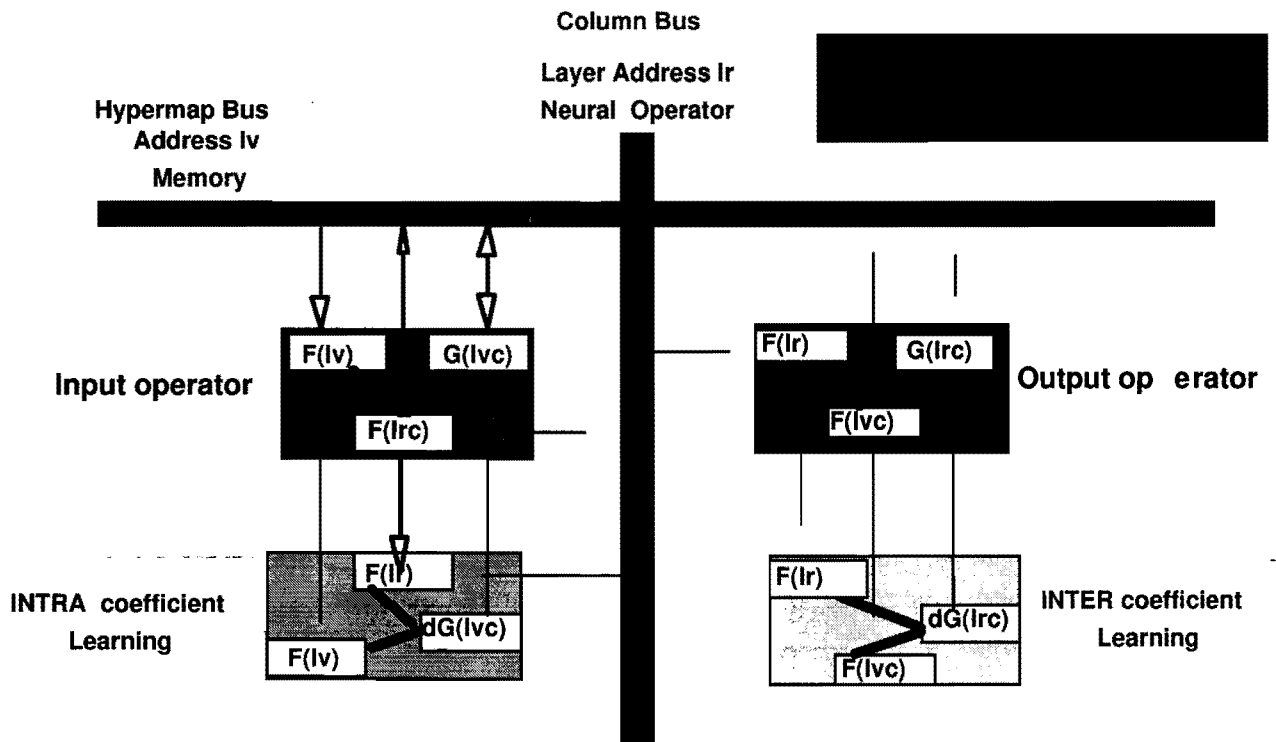 Column Bus
Layer Address Ir
Neural Operator
Hypermap Bus
Address Iv
Memory
F(Iv)
G(Ivc)
F(Irc)
Input operator
F(Ir)
G(Irc)
F(Ivc)
Output op erator
INTRA coefficient
Learning
F(Ir)
dG(Ivc)
F(Iv)
F(Ir)
dG(Irc)
F(Ivc)
INTER coefficient
Learning